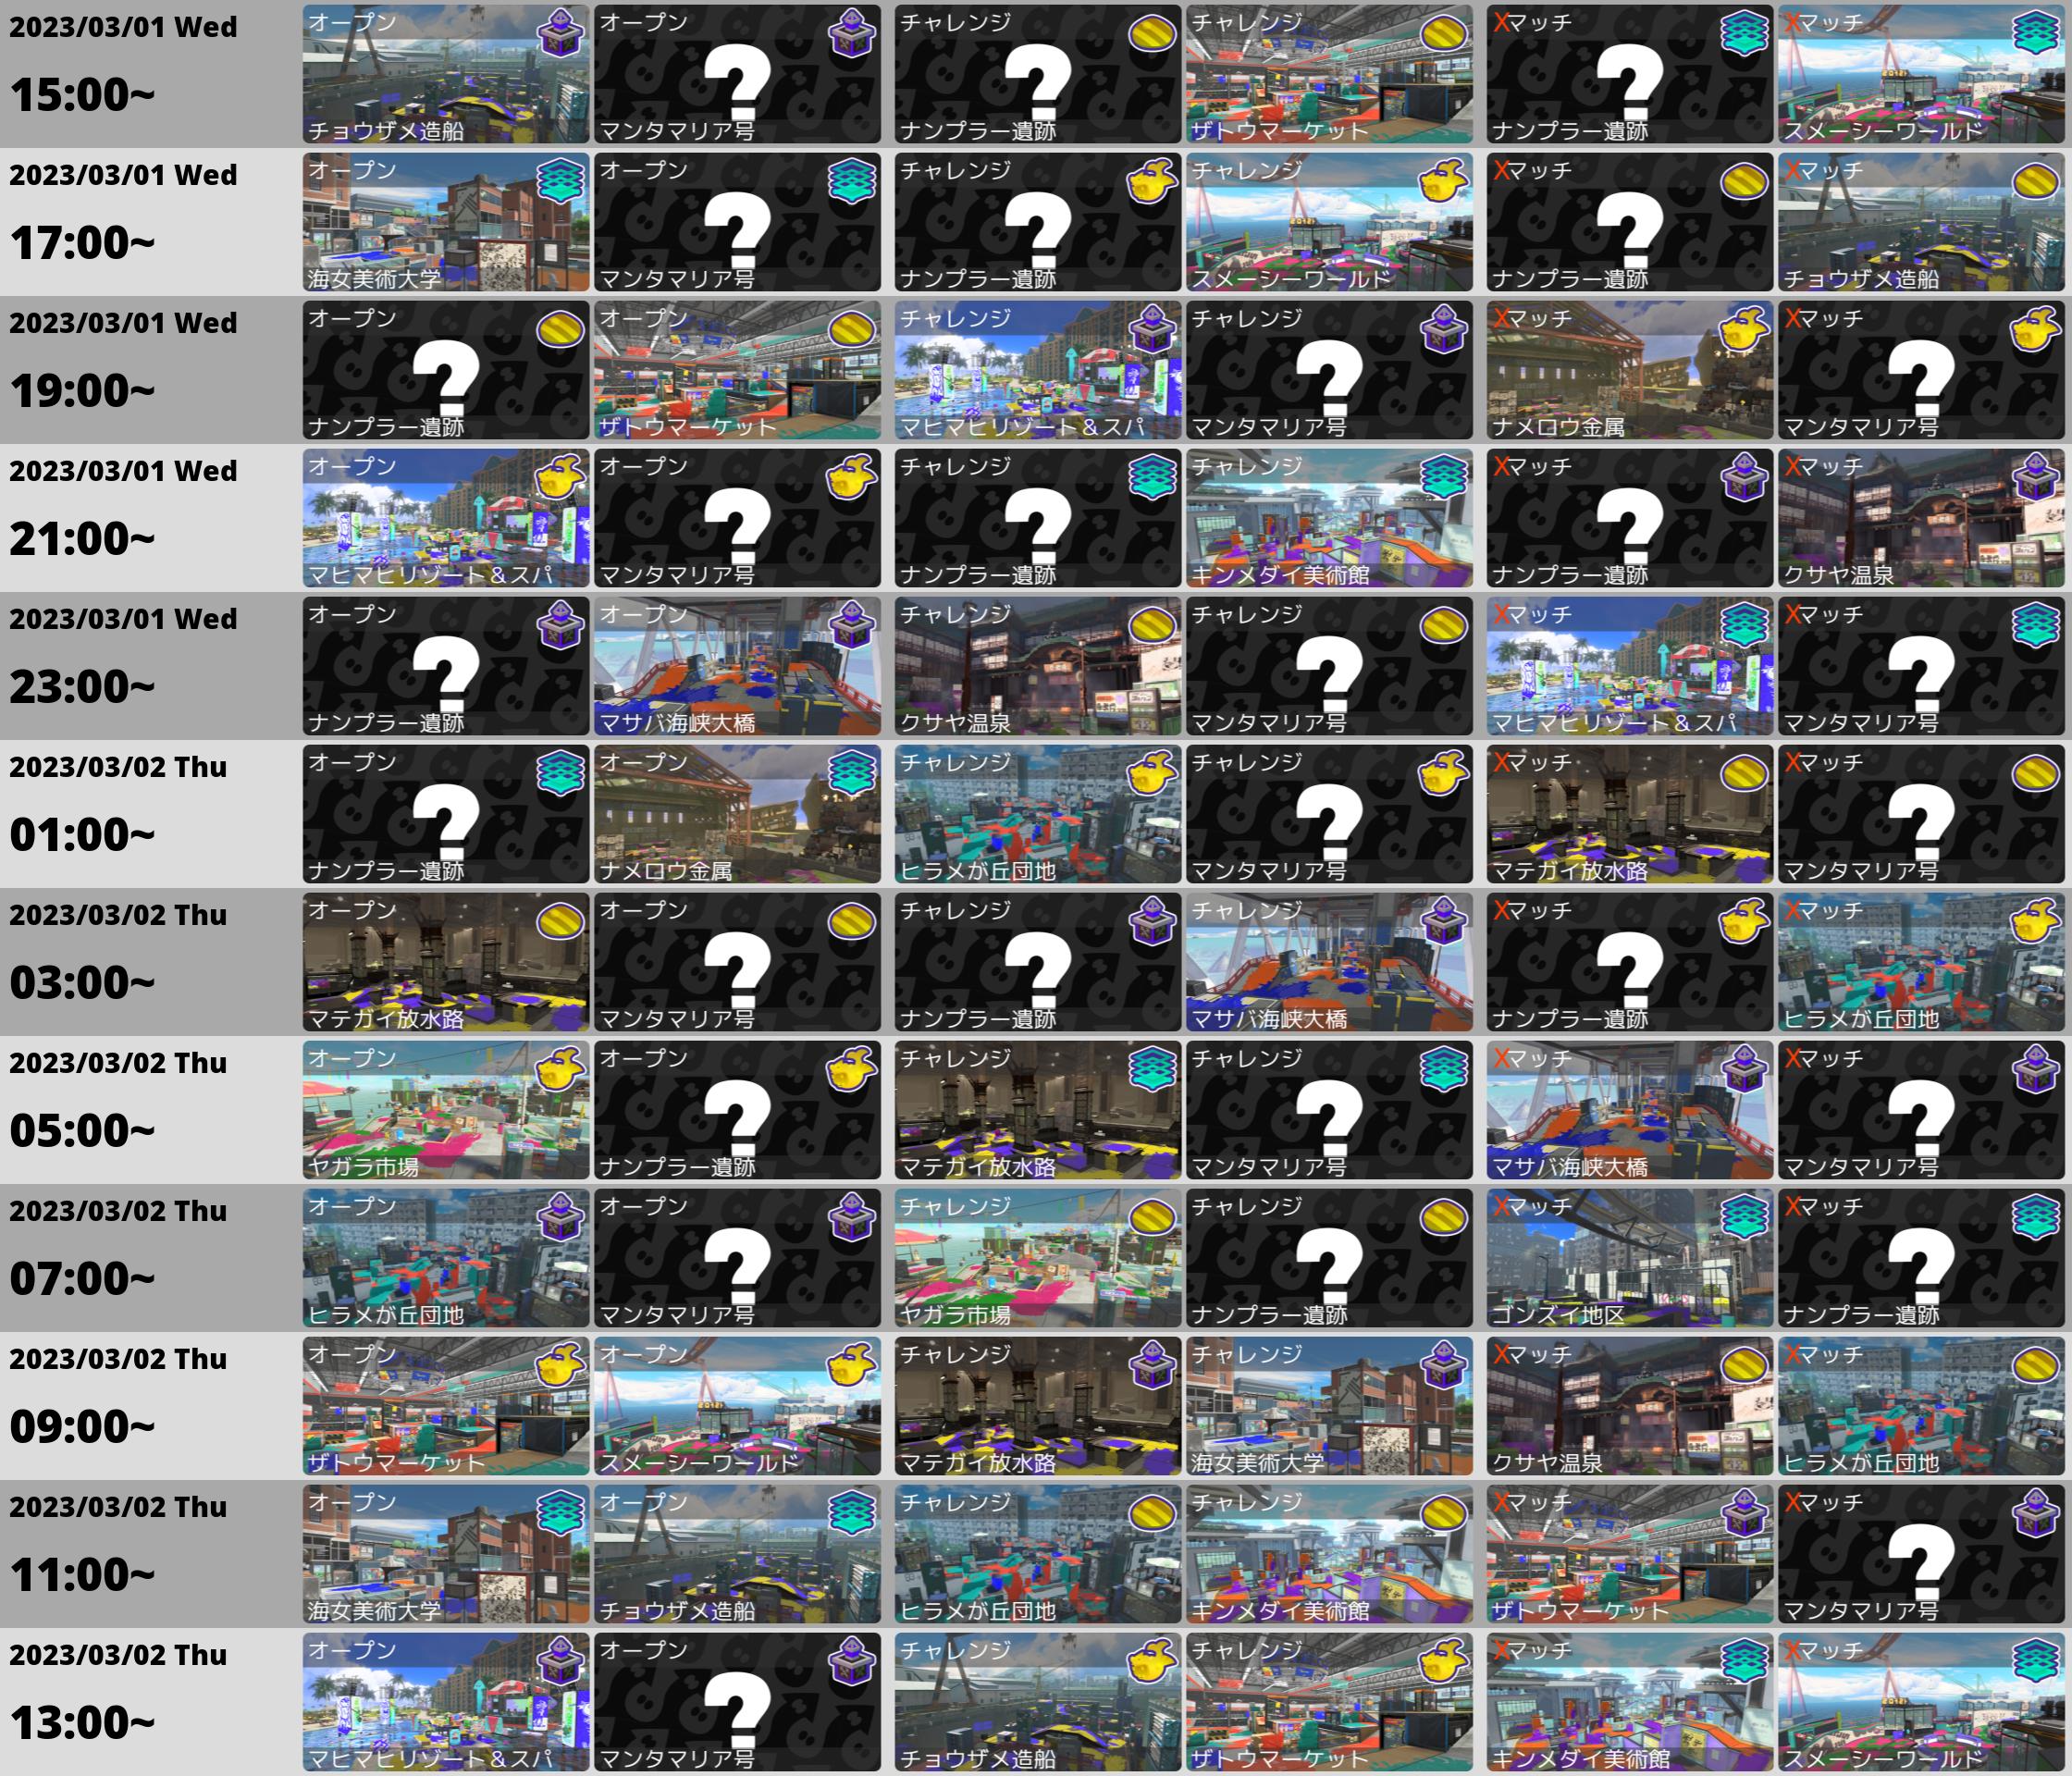 2023/03/01 Wed
15:00~
オープン
チョウザメ造船
オープン
マンタマリア号
チャレンジ
ナンプラー遺跡
チャレンジ
ザトウマーケット
Xマッチ
ナンプラー遺跡
Xマッチ
スメーシーワールド
2023/03/01 Wed
17:00~
オープン
海女美術大学
オープン
マンタマリア号
チャレンジ
ナンプラー遺跡
チャレンジ
スメーシーワールド
Xマッチ
ナンプラー遺跡
Xマッチ
チョウザメ造船
2023/03/01 Wed
19:00~
オープン
ナンプラー遺跡
オープン
ザトウマーケット
チャレンジ
マヒマヒリゾート＆スパ
チャレンジ
マンタマリア号
Xマッチ
ナメロウ金属
Xマッチ
マンタマリア号
2023/03/01 Wed
21:00~
オープン
マヒマヒリゾート＆スパ
オープン
マンタマリア号
チャレンジ
ナンプラー遺跡
チャレンジ
キンメダイ美術館
Xマッチ
ナンプラー遺跡
Xマッチ
クサヤ温泉
2023/03/01 Wed
23:00~
オープン
ナンプラー遺跡
オープン
マサバ海峡大橋
チャレンジ
クサヤ温泉
チャレンジ
マンタマリア号
Xマッチ
マヒマヒリゾート＆スパ
Xマッチ
マンタマリア号
2023/03/02 Thu
01:00~
オープン
ナンプラー遺跡
オープン
ナメロウ金属
チャレンジ
ヒラメが丘団地
チャレンジ
マンタマリア号
Xマッチ
マテガイ放水路
Xマッチ
マンタマリア号
2023/03/02 Thu
03:00~
オープン
マテガイ放水路
オープン
マンタマリア号
チャレンジ
ナンプラー遺跡
チャレンジ
マサバ海峡大橋
Xマッチ
ナンプラー遺跡
Xマッチ
ヒラメが丘団地
2023/03/02 Thu
05:00~
オープン
ヤガラ市場
オープン
ナンプラー遺跡
チャレンジ
マテガイ放水路
チャレンジ
マンタマリア号
Xマッチ
マサバ海峡大橋
Xマッチ
マンタマリア号
2023/03/02 Thu
07:00~
オープン
ヒラメが丘団地
オープン
マンタマリア号
チャレンジ
ヤガラ市場
チャレンジ
ナンプラー遺跡
Xマッチ
ゴンズイ地区
Xマッチ
ナンプラー遺跡
2023/03/02 Thu
09:00~
オープン
ザトウマーケット
オープン
スメーシーワールド
チャレンジ
マテガイ放水路
チャレンジ
海女美術大学
Xマッチ
クサヤ温泉
Xマッチ
ヒラメが丘団地
2023/03/02 Thu
11:00~
オープン
海女美術大学
オープン
チョウザメ造船
チャレンジ
ヒラメが丘団地
チャレンジ
キンメダイ美術館
Xマッチ
ザトウマーケット
Xマッチ
マンタマリア号
2023/03/02 Thu
13:00~
オープン
マヒマヒリゾート＆スパ
オープン
マンタマリア号
チャレンジ
チョウザメ造船
チャレンジ
ザトウマーケット
Xマッチ
キンメダイ美術館
Xマッチ
スメーシーワールド